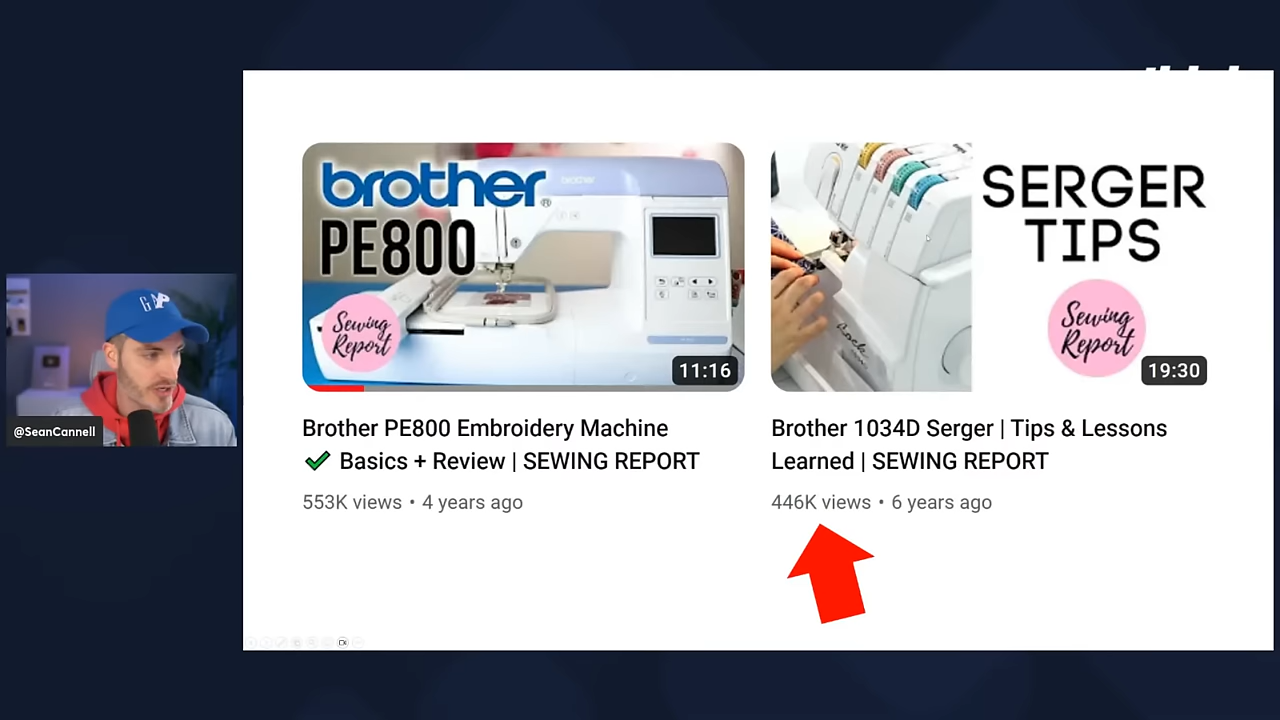 brother
PE800
Sewing
Report
11:16
Brother PE800 Embroidery Machine
✔ Basics + Review | SEWING REPORT
553K views • 4 years ago
SERGER
TIPS
Sewing
Report
19:30
Brother 1034D Serger | Tips & Lessons
Learned | SEWING REPORT
446K views • 6 years ago
GAP
@SeanCannell